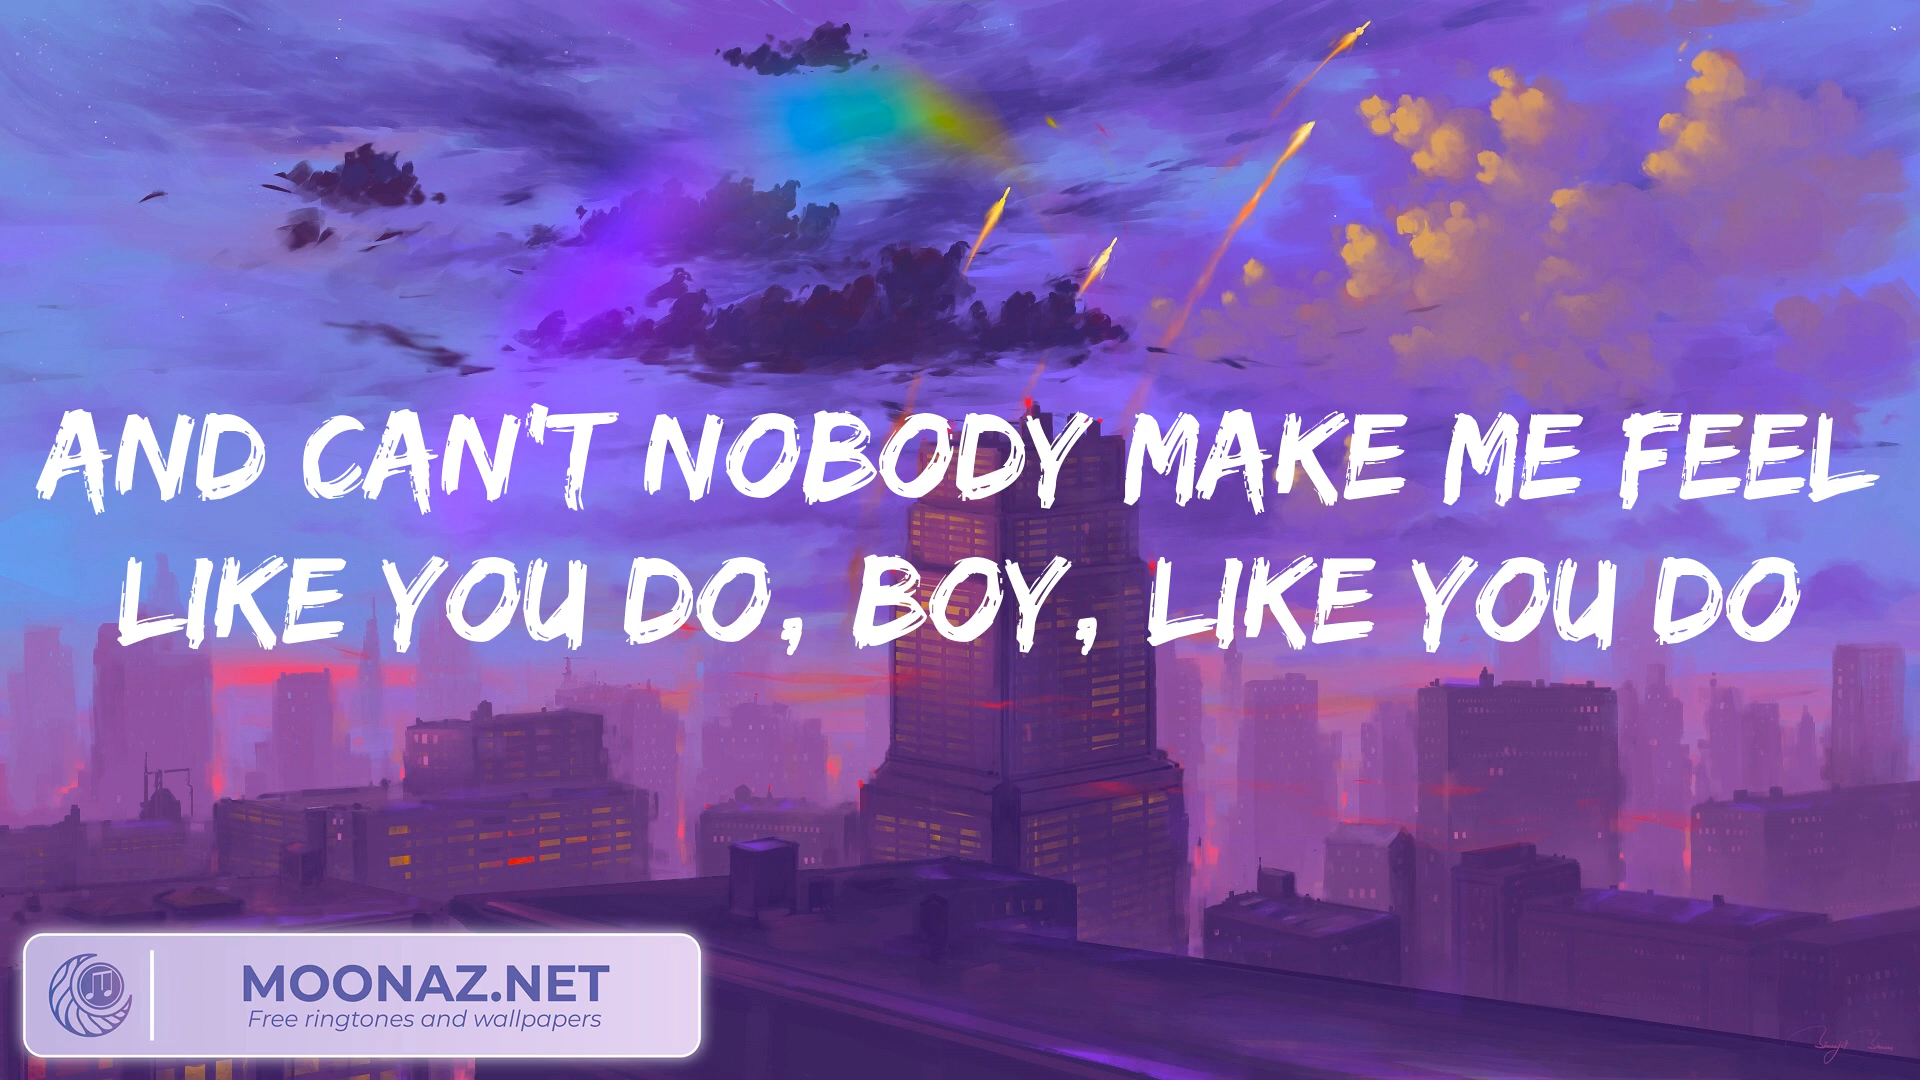 AND CAN'T NOBODY MAKE ME FEEL
LIKE YOU DO, BOY, LIKE YOU DO
MOONAZ.NET
Free ringtones and wallpapers